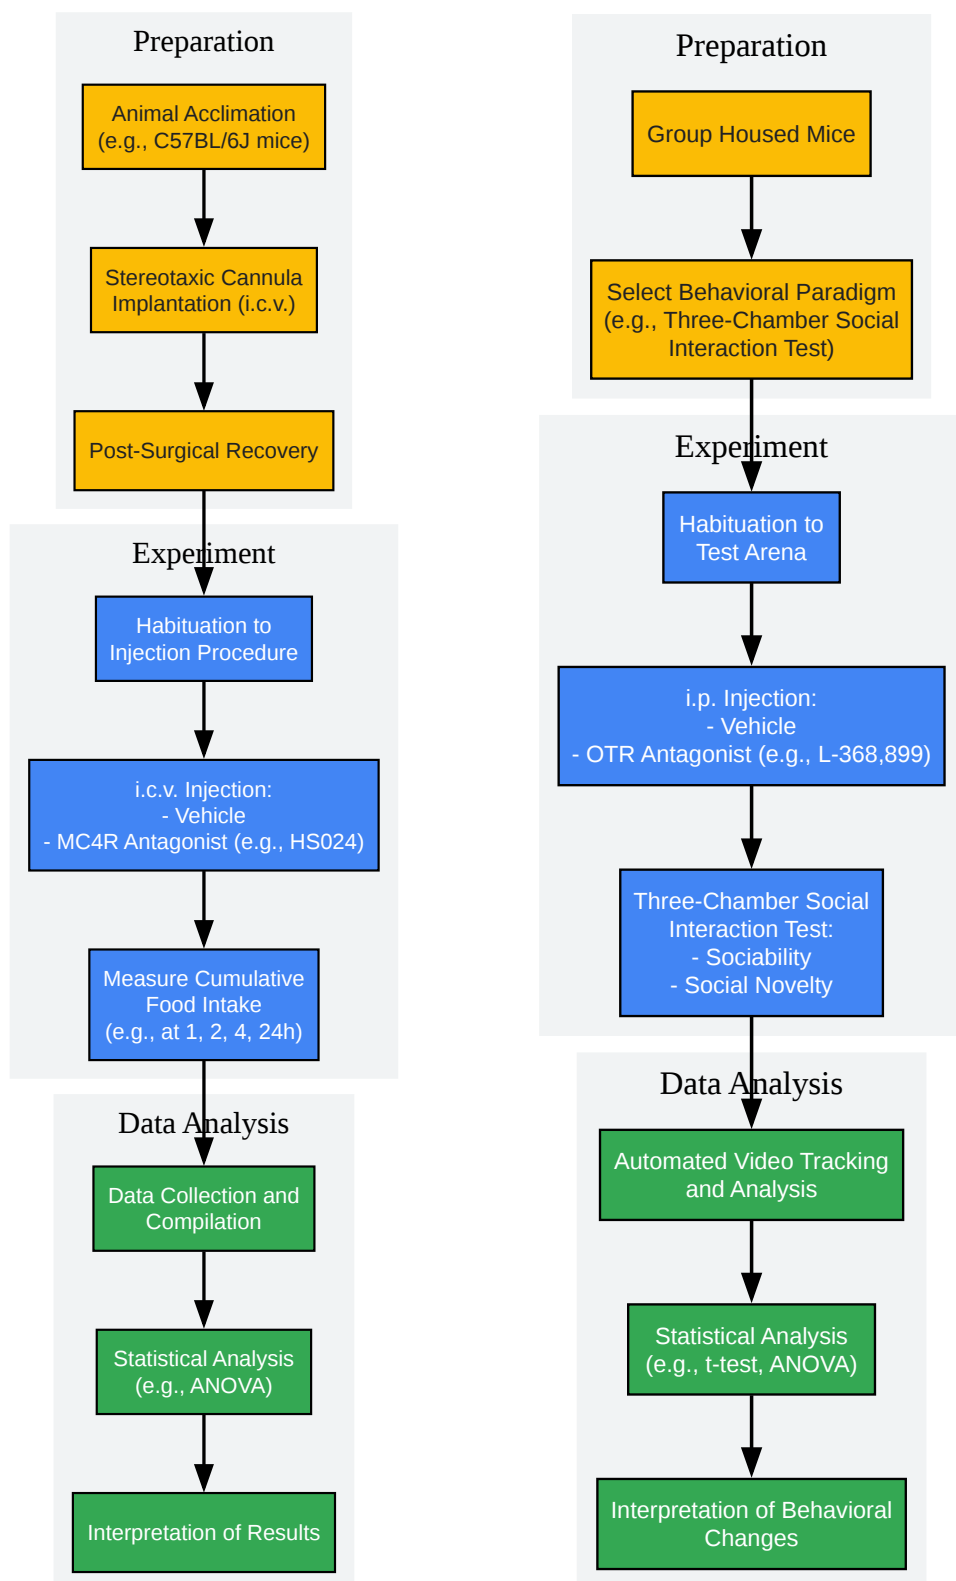 Preparation
Animal Acclimation
(e.g., C57BL/6J mice)
Stereotaxic Cannula
Implantation (i.c.v.)
Post-Surgical Recovery
Experiment
Habituation to
Injection Procedure
i.c.v. Injection:
- Vehicle
- MC4R Antagonist (e.g., HS024)
Measure Cumulative
Food Intake
(e.g., at 1, 2, 4, 24h)
Data Analysis
Data Collection and
Compilation
Statistical Analysis
(e.g., ANOVA)
Interpretation of Results
Preparation
Group Housed Mice
Select Behavioral Paradigm
(e.g., Three-Chamber Social
Interaction Test)
Experiment
Habituation to
Test Arena
i.p. Injection:
- Vehicle
- OTR Antagonist (e.g., L-368,899)
Three-Chamber Social
Interaction Test:
- Sociability
- Social Novelty
Data Analysis
Automated Video Tracking
and Analysis
Statistical Analysis
(e.g., t-test, ANOVA)
Interpretation of Behavioral
Changes